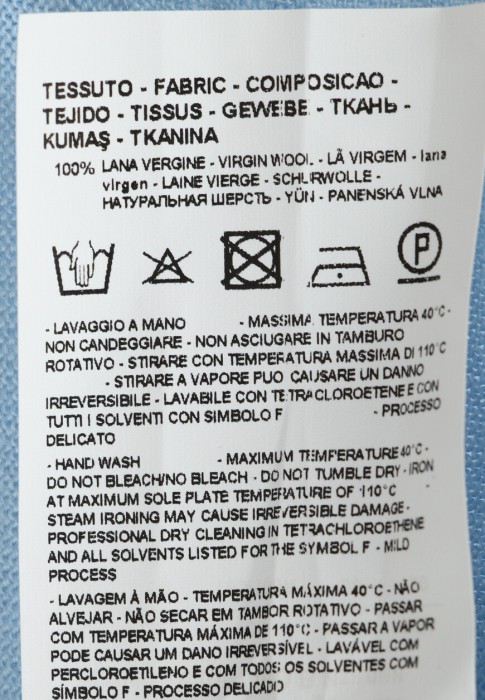 TESSUTO - FABRIC - COMPOSICAO -
TEJIDO - TISSUS - GEWEBE - ТКАНЬ -
KUMAŞ - TKANINA
100% LANA VERGINE - VIRGIN WOOL - LÃ VIRGEM - lana
virgen - LAINE VIERGE - SCHURWOLLE -
НАТУРАЛЬНАЯ ШЕРСТЬ - YÜN - PANENSKÁ VLNA
P
- LAVAGGIO A MANO - MASSIMA TEMPERATURA 40°C -
NON CANDEGGIARE - NON ASCIUGARE IN TAMBURO
ROTATIVO - STIRARE CON TEMPERATURA MASSIMA DI 110°C
- STIRARE A VAPORE PUO CAUSARE UN DANNO
IRREVERSIBILE - LAVABILE CON TETRACLOROETENE E CON
TUTTI I SOLVENTI CON SIMBOLO F - PROCESSO
DELICATO
- HAND WASH - MAXIMUM TEMPERATURE 40°C -
DO NOT BLEACH/NO BLEACH - DO NOT TUMBLE DRY - IRON
AT MAXIMUM SOLE PLATE TEMPERATURE OF 110°C -
STEAM IRONING MAY CAUSE IRREVERSIBLE DAMAGE -
PROFESSIONAL DRY CLEANING IN TETRACHLOROETHENE
AND ALL SOLVENTS LISTED FOR THE SYMBOL F - MILD
PROCESS
- LAVAGEM À MÃO - TEMPERATURA MÁXIMA 40°C - NÃO
ALVEJAR - NÃO SECAR EM TAMBOR ROTATIVO - PASSAR
COM TEMPERATURA MÁXIMA DE 110°C - PASSAR A VAPOR
PODE CAUSAR UM DANO IRREVERSÍVEL - LAVÁVEL COM
PERCLOROETILENO E COM TODOS OS SOLVENTES COM
SÍMBOLO F - PROCESSO DELICADO